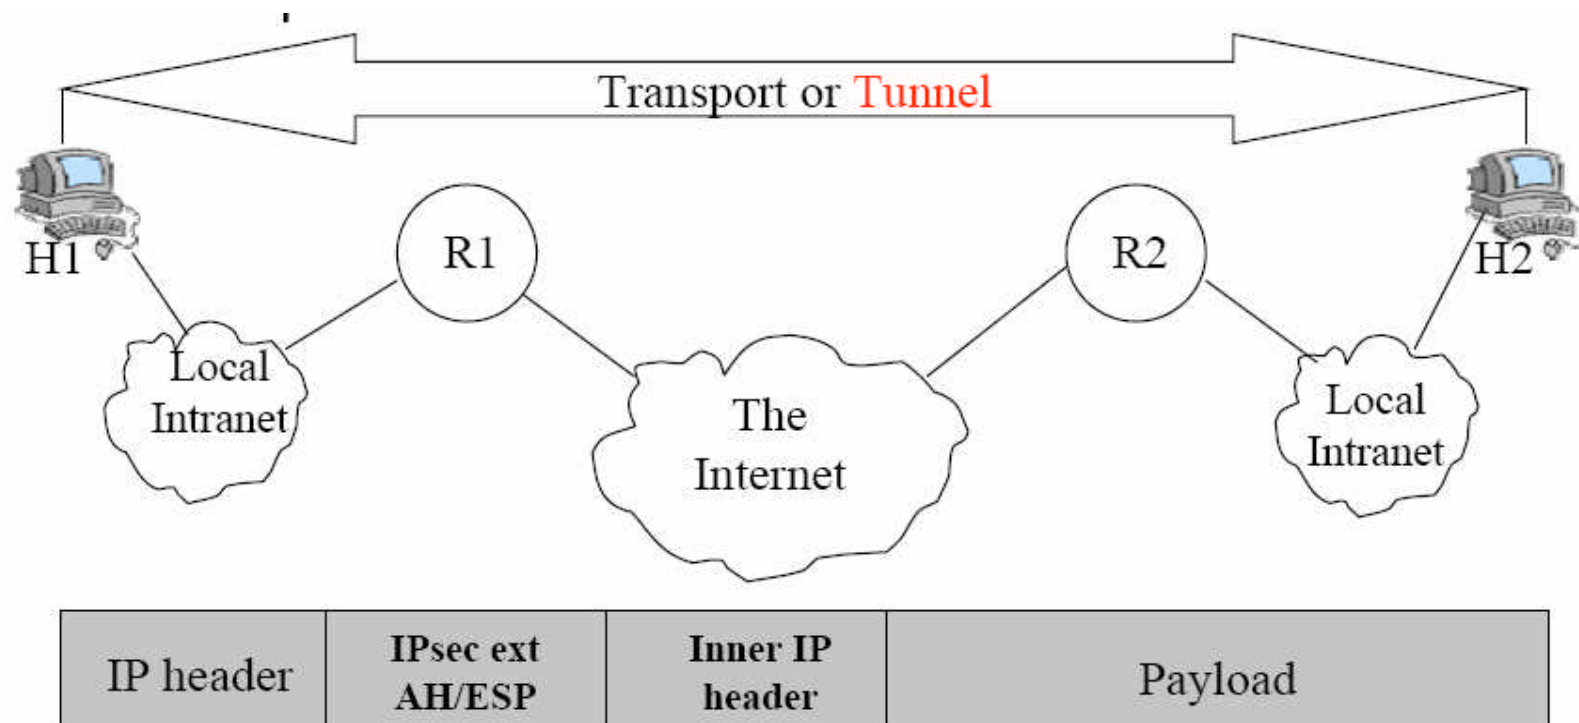 Transport or Tunnel
H1
R1
R2
H2
Local
Intranet
The
Internet
Local
Intranet
IP header
IPsec ext
AH/ESP
Inner IP
header
Payload